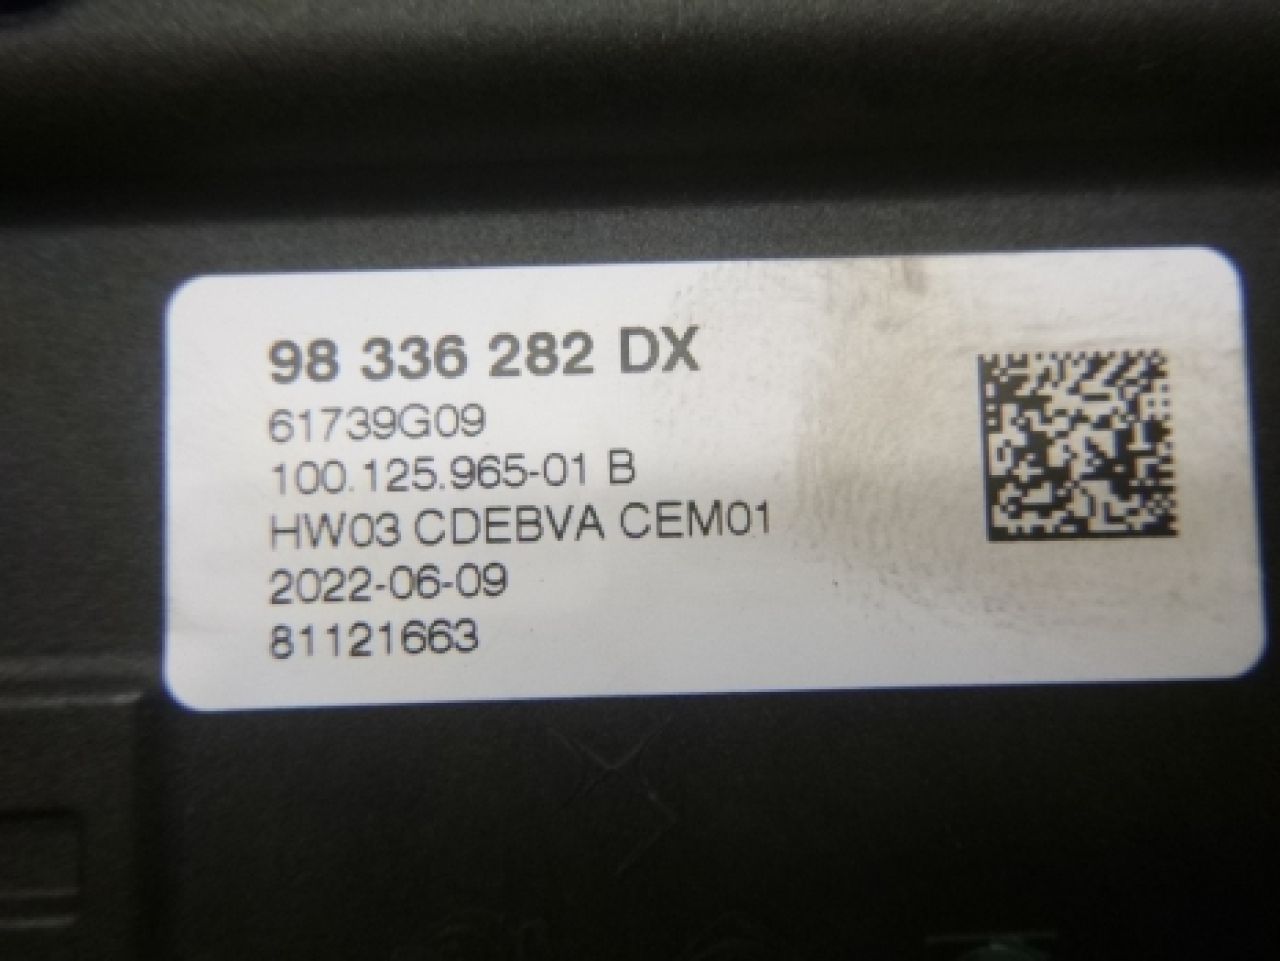 98 336 282 DX
61739G09
100.125.965-01 B
HW03 CDEBVA CEM01
2022-06-09
81121663